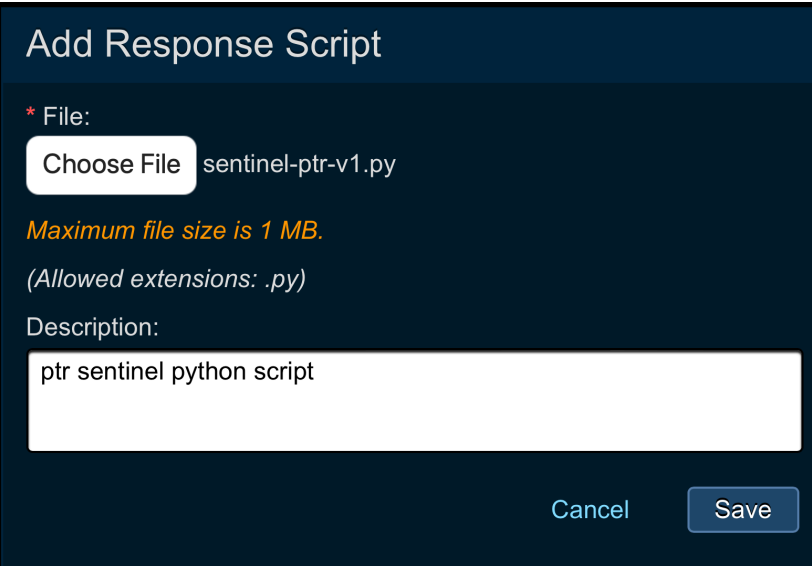 Add Response Script
* File:
Choose File sentinel-ptr-v1.py
Maximum file size is 1 MB.
(Allowed extensions: .py)
Description:
ptr sentinel python script
Cancel Save